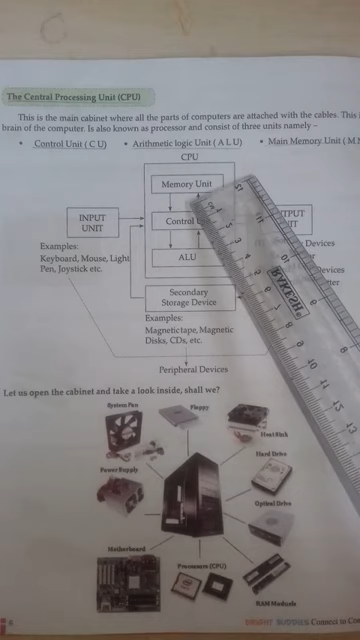 The Central Processing Unit (CPU)
This is the main cabinet where all the parts of computers are attached with the cables. This
brain of the computer. Is also known as processor and consist of three units namely –
• Control Unit ( C U ) • Arithmetic logic Unit ( A L U ) • Main Memory Unit ( M
CPU
Memory Unit
INPUT
UNIT
Control
ALU
Examples:
Keyboard, Mouse, Light
Pen, Joystick etc.
Devices
Secondary
Storage Device
Examples:
Magnetic tape, Magnetic
Disks, CDs, etc.
Peripheral Devices
Let us open the cabinet and take a look inside, shall we?
System Fan
Floppy
Heat Sink
Power Supply
Hard Drive
Optical Drive
Motherboard
Processors (CPU)
RAM Modules
BRIGHT BUDDIES Connect to